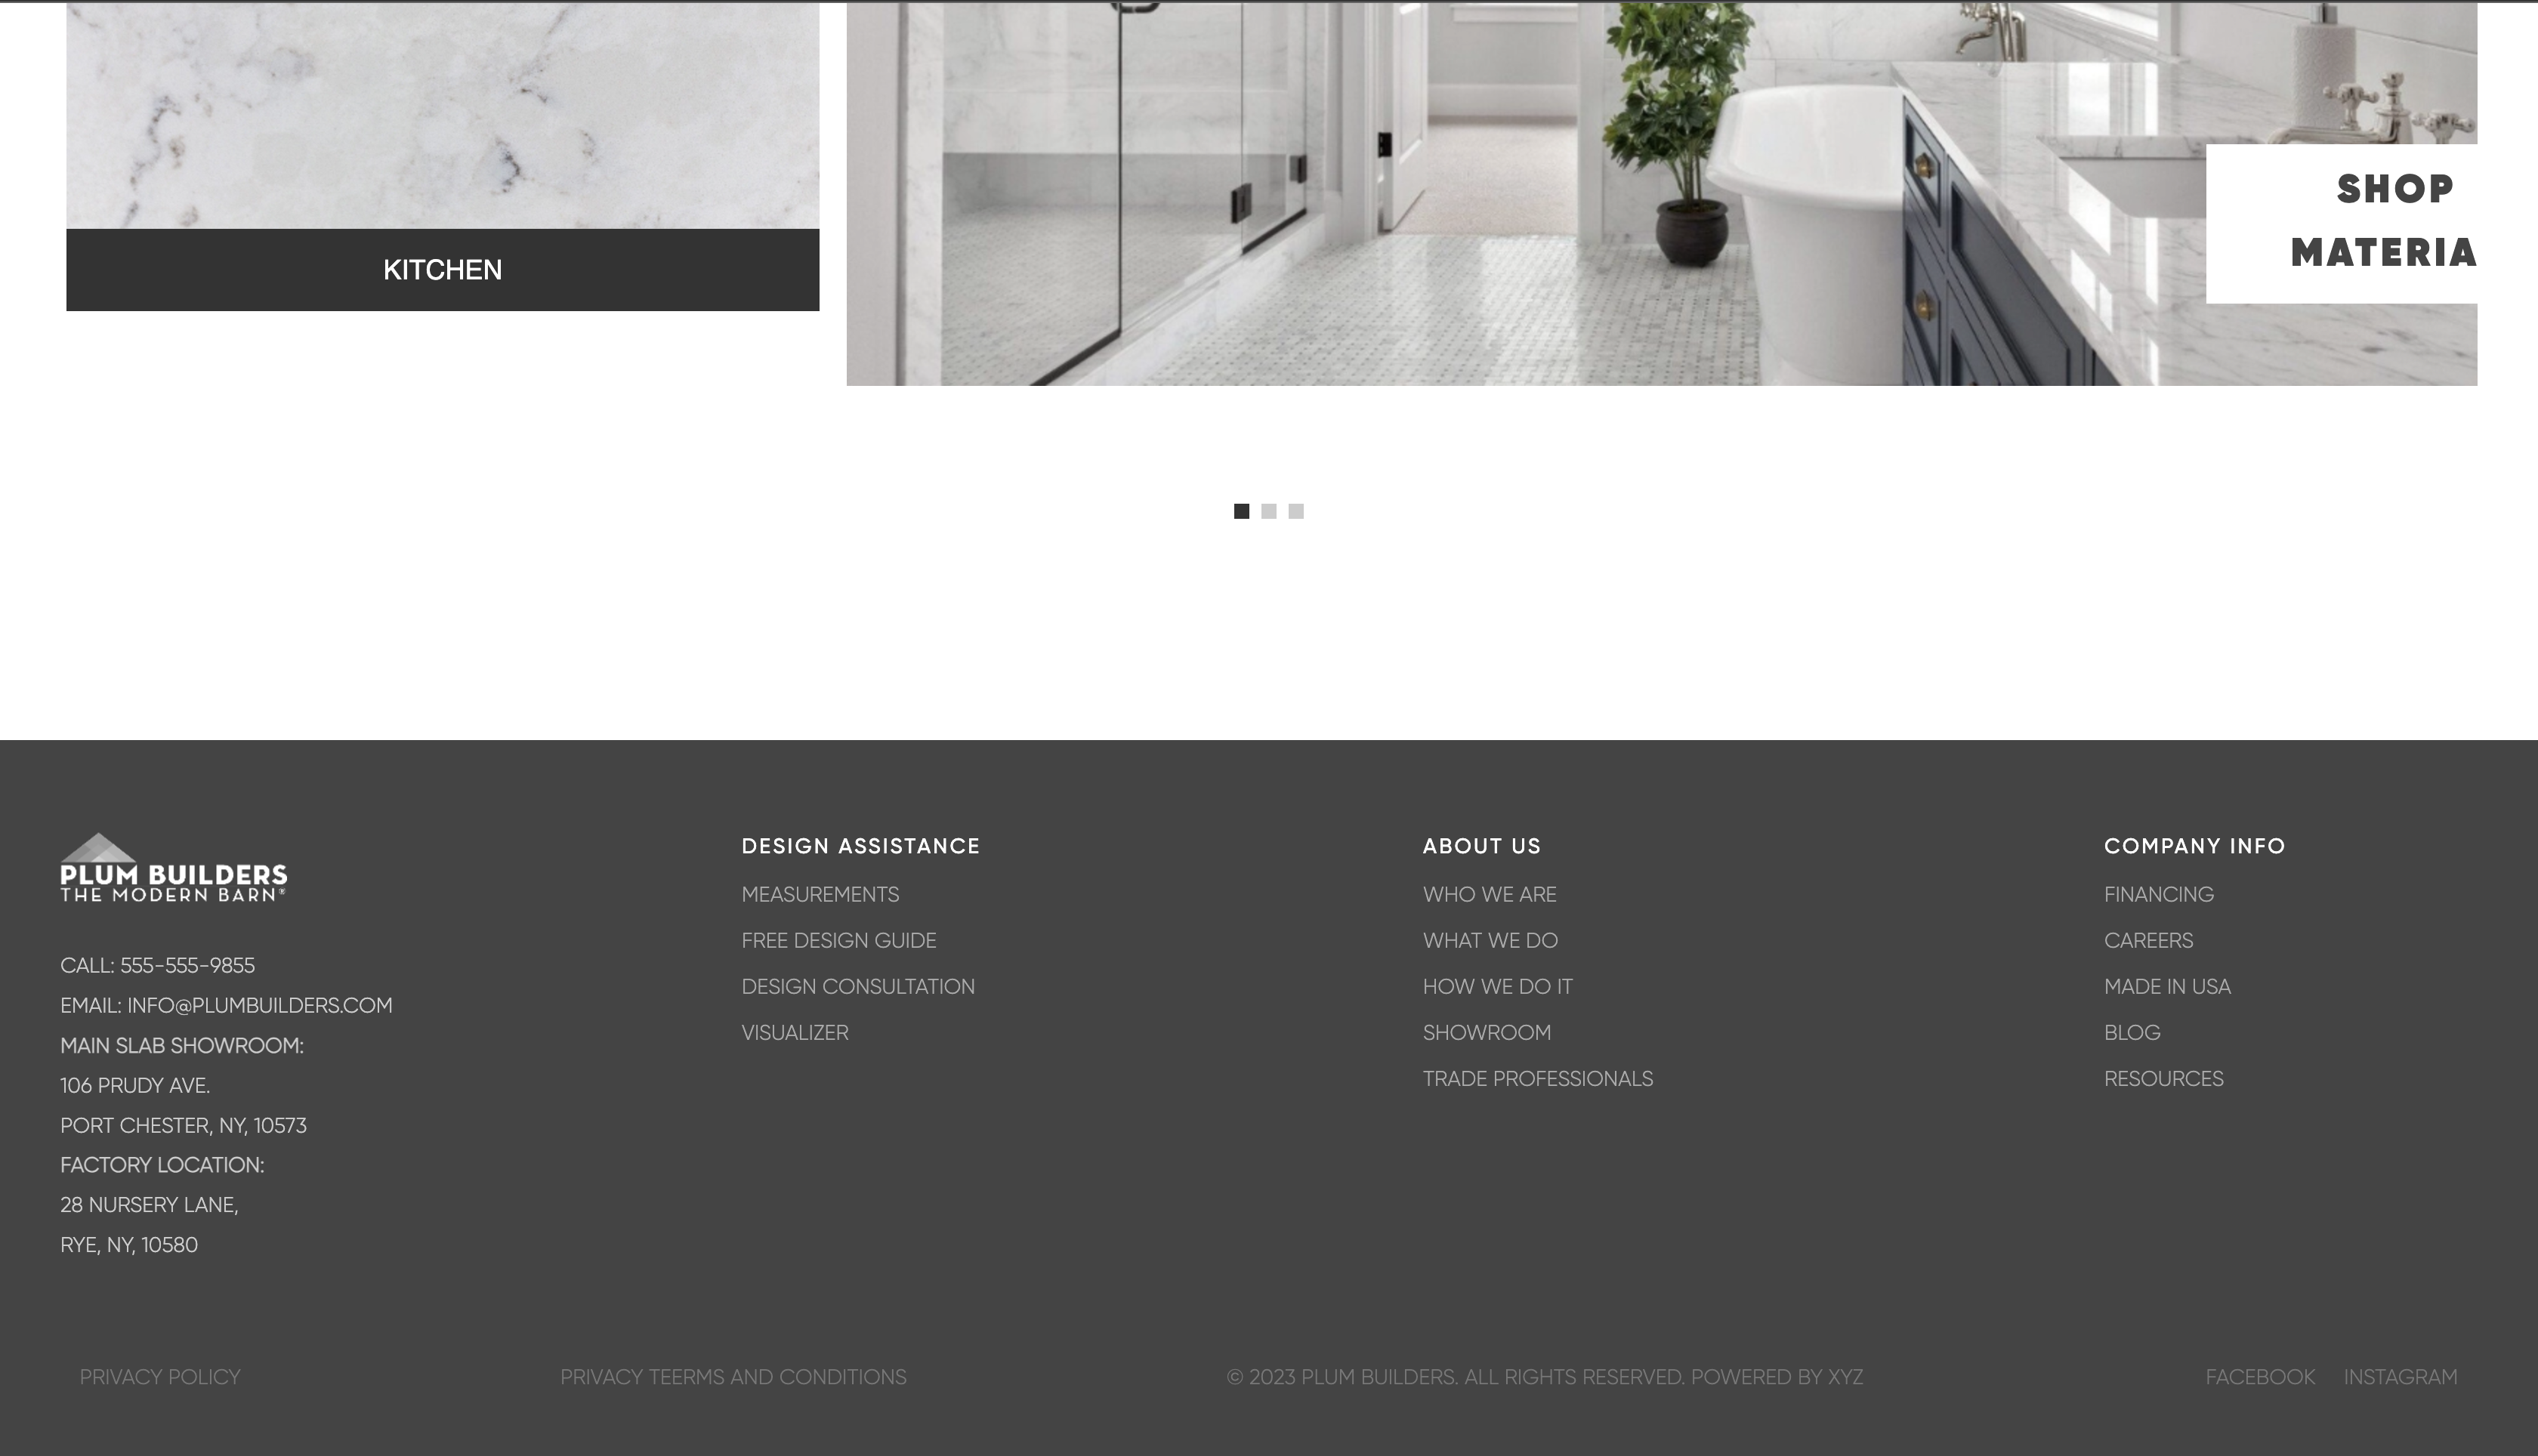 SHOP
MATERIA
KITCHEN
PLUM BUILDERS
THE MODERN BARN®
CALL: 555-555-9855
EMAIL: INFO@PLUMBUILDERS.COM
MAIN SLAB SHOWROOM:
106 PRUDY AVE.
PORT CHESTER, NY, 10573
FACTORY LOCATION:
28 NURSERY LANE,
RYE, NY, 10580
DESIGN ASSISTANCE
MEASUREMENTS
FREE DESIGN GUIDE
DESIGN CONSULTATION
VISUALIZER
ABOUT US
WHO WE ARE
WHAT WE DO
HOW WE DO IT
SHOWROOM
TRADE PROFESSIONALS
COMPANY INFO
FINANCING
CAREERS
MADE IN USA
BLOG
RESOURCES
PRIVACY POLICY
PRIVACY TEERMS AND CONDITIONS
© 2023 PLUM BUILDERS. ALL RIGHTS RESERVED. POWERED BY XYZ
FACEBOOK INSTAGRAM